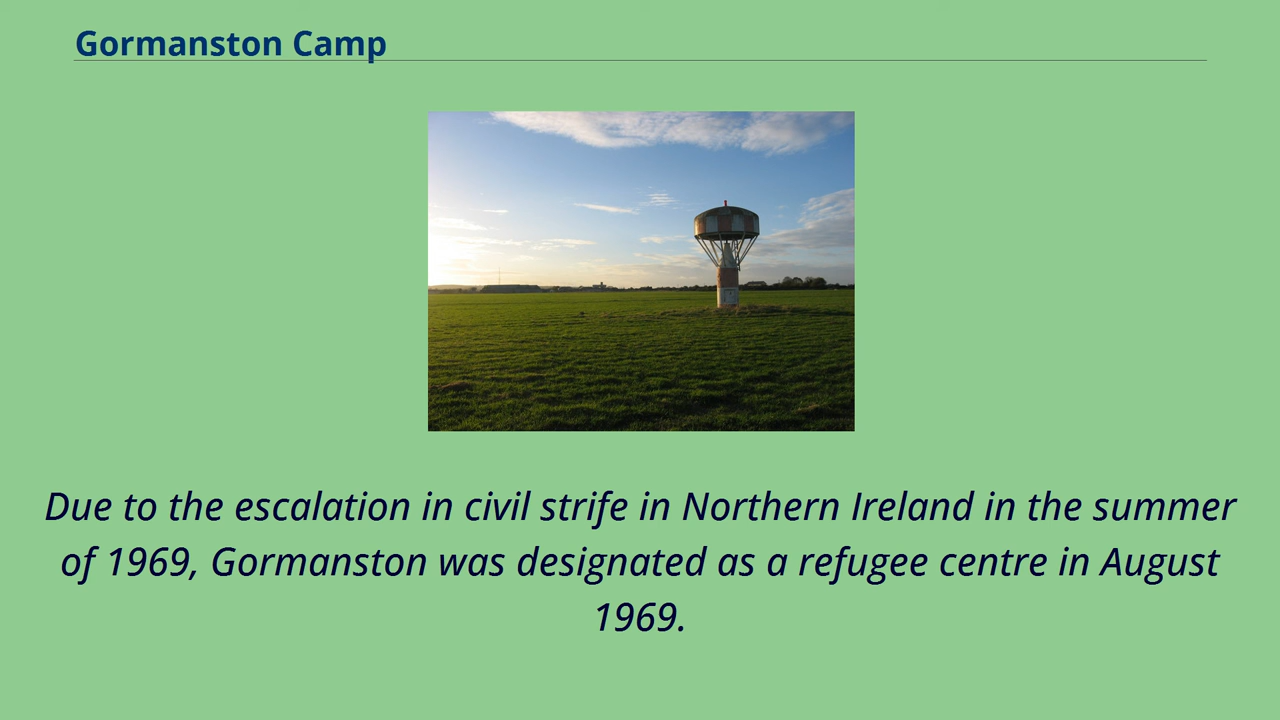 Gormanston Camp
Due to the escalation in civil strife in Northern Ireland in the summer
of 1969, Gormanston was designated as a refugee centre in August
1969.